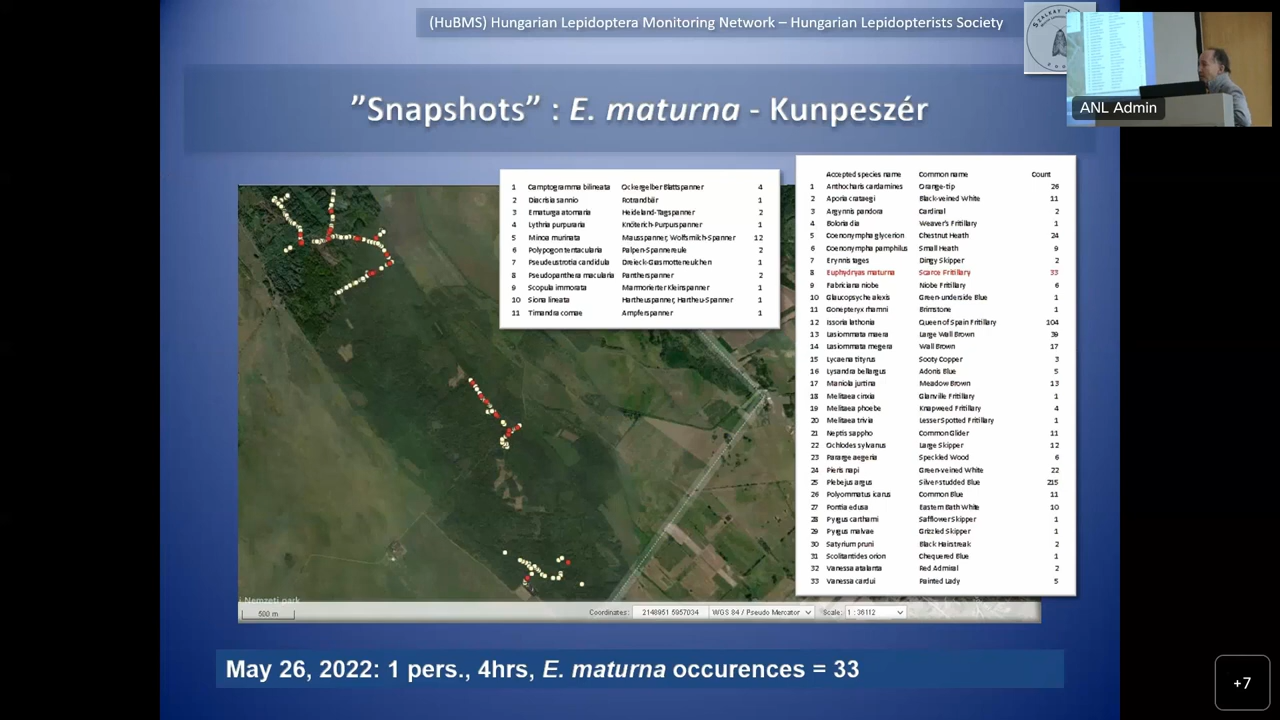 (HuBMS) Hungarian Lepidoptera Monitoring Network – Hungarian Lepidopterists Society
ANL Admin
”Snapshots” : E. maturna - Kunpeszér
1 Camptogramma bilineata Ockergelber Blattspanner 4
2 Diacrisia sannio Rotrandbär 1
3 Ematurga atomaria Heideland-Tagspanner 2
4 Lythria purpuraria Knöterich-Purpurspanner 1
5 Minoa murinata Mausspanner, Wolfsmilch-Spanner 12
6 Polypogon tentacularia Palpen-Spannereule 2
7 Pseudeustrotia candidula Dreieck-Grasmotteneulchen 1
8 Pseudopanthera macularia Pantherspanner 2
9 Scopula immorata Marmorierter Kleinspanner 1
10 Siona lineata Hartheuspanner, Hartheu-Spanner 1
11 Timandra comae Ampferspanner 1
Accepted species name Common name Count
1 Anthocharis cardamines Orange-tip 26
2 Aporia crataegi Black-veined White 11
3 Argynnis pandora Cardinal 2
4 Boloria dia Weaver's Fritillary 1
5 Coenonympha glycerion Chestnut Heath 24
6 Coenonympha pamphilus Small Heath 9
7 Erynnis tages Dingy Skipper 2
8 Euphydryas maturna Scarce Fritillary 33
9 Fabriciana niobe Niobe Fritillary 6
10 Glaucopsyche alexis Green-underside Blue 1
11 Gonepteryx rhamni Brimstone 1
12 Issoria lathonia Queen of Spain Fritillary 104
13 Lasiommata maera Large Wall Brown 39
14 Lasiommata megera Wall Brown 17
15 Lycaena tityrus Sooty Copper 3
16 Lysandra bellargus Adonis Blue 5
17 Maniola jurtina Meadow Brown 13
18 Melitaea cinxia Glanville Fritillary 1
19 Melitaea phoebe Knapweed Fritillary 4
20 Melitaea trivia Lesser Spotted Fritillary 1
21 Neptis sappho Common Glider 11
22 Ochlodes sylvanus Large Skipper 12
23 Pararge aegeria Speckled Wood 6
24 Pieris napi Green-veined White 22
25 Plebejus argus Silver-studded Blue 215
26 Polyommatus icarus Common Blue 11
27 Pontia edusa Eastern Bath White 10
28 Pyrgus carthami Safflower Skipper 1
29 Pyrgus malvae Grizzled Skipper 1
30 Satyrium pruni Black Hairstreak 2
31 Scolitantides orion Chequered Blue 1
32 Vanessa atalanta Red Admiral 2
33 Vanessa cardui Painted Lady 5
Nemzeti park
500 m
Coordinates: 2148951 5957034 WGS 84 / Pseudo Mercator Scale: 1 : 36112
May 26, 2022: 1 pers., 4hrs, E. maturna occurences = 33
+7